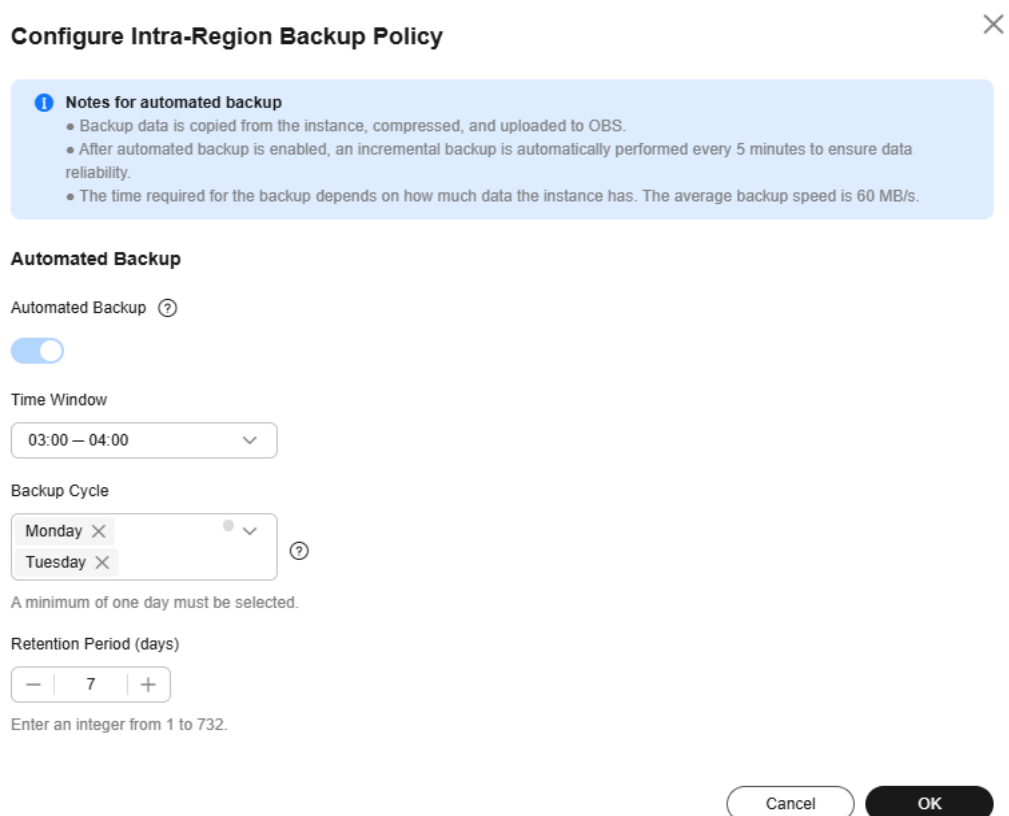 Configure Intra-Region Backup Policy
Notes for automated backup
● Backup data is copied from the instance, compressed, and uploaded to OBS.
● After automated backup is enabled, an incremental backup is automatically performed every 5 minutes to ensure data
reliability.
● The time required for the backup depends on how much data the instance has. The average backup speed is 60 MB/s.
Automated Backup
Automated Backup
Time Window
03:00 — 04:00
Backup Cycle
Monday
Tuesday
A minimum of one day must be selected.
Retention Period (days)
7
Enter an integer from 1 to 732.
Cancel OK